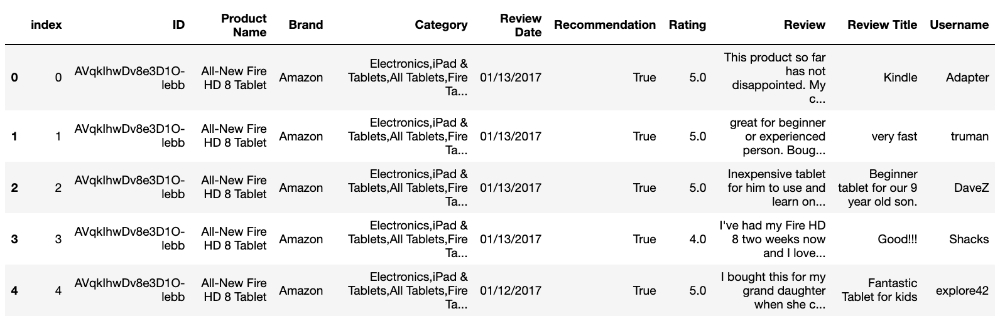 index ID Product Name Brand Category Review Date Recommendation Rating Review Review Title Username
0 0 AVqkIhwDv8e3D1O-lebb All-New Fire HD 8 Tablet Amazon Electronics,iPad & Tablets,All Tablets,Fire Ta... 01/13/2017 True 5.0 This product so far has not disappointed. My c... Kindle Adapter
1 1 AVqkIhwDv8e3D1O-lebb All-New Fire HD 8 Tablet Amazon Electronics,iPad & Tablets,All Tablets,Fire Ta... 01/13/2017 True 5.0 great for beginner or experienced person. Boug... very fast truman
2 2 AVqkIhwDv8e3D1O-lebb All-New Fire HD 8 Tablet Amazon Electronics,iPad & Tablets,All Tablets,Fire Ta... 01/13/2017 True 5.0 Inexpensive tablet for him to use and learn on... Beginner tablet for our 9 year old son. DaveZ
3 3 AVqkIhwDv8e3D1O-lebb All-New Fire HD 8 Tablet Amazon Electronics,iPad & Tablets,All Tablets,Fire Ta... 01/13/2017 True 4.0 I've had my Fire HD 8 two weeks now and I love... Good!!! Shacks
4 4 AVqkIhwDv8e3D1O-lebb All-New Fire HD 8 Tablet Amazon Electronics,iPad & Tablets,All Tablets,Fire Ta... 01/12/2017 True 5.0 I bought this for my grand daughter when she c... Fantastic Tablet for kids explore42